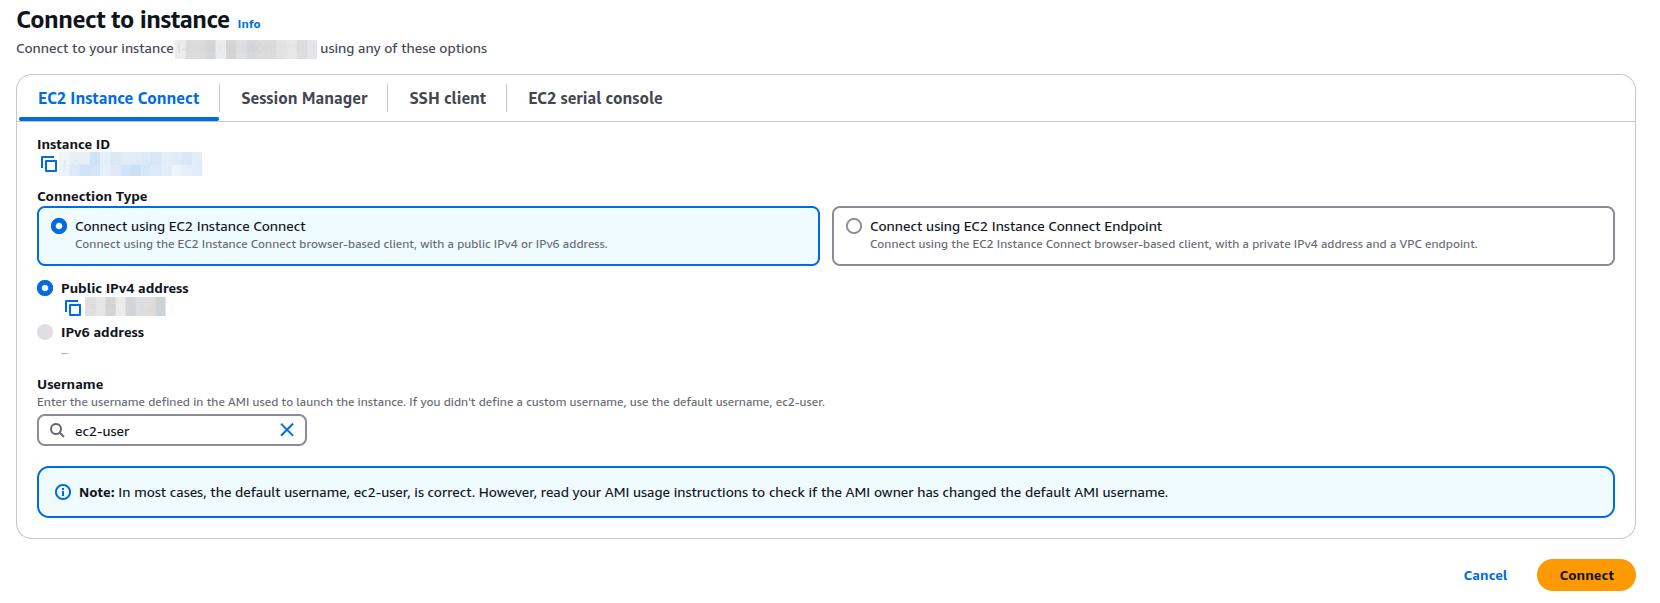 Connect to instance Info
Connect to your instance using any of these options
EC2 Instance Connect Session Manager SSH client EC2 serial console
Instance ID
Connection Type
Connect using EC2 Instance Connect
Connect using the EC2 Instance Connect browser-based client, with a public IPv4 or IPv6 address.
Connect using EC2 Instance Connect Endpoint
Connect using the EC2 Instance Connect browser-based client, with a private IPv4 address and a VPC endpoint.
Public IPv4 address
IPv6 address
–
Username
Enter the username defined in the AMI used to launch the instance. If you didn't define a custom username, use the default username, ec2-user.
ec2-user
Note: In most cases, the default username, ec2-user, is correct. However, read your AMI usage instructions to check if the AMI owner has changed the default AMI username.
Cancel Connect